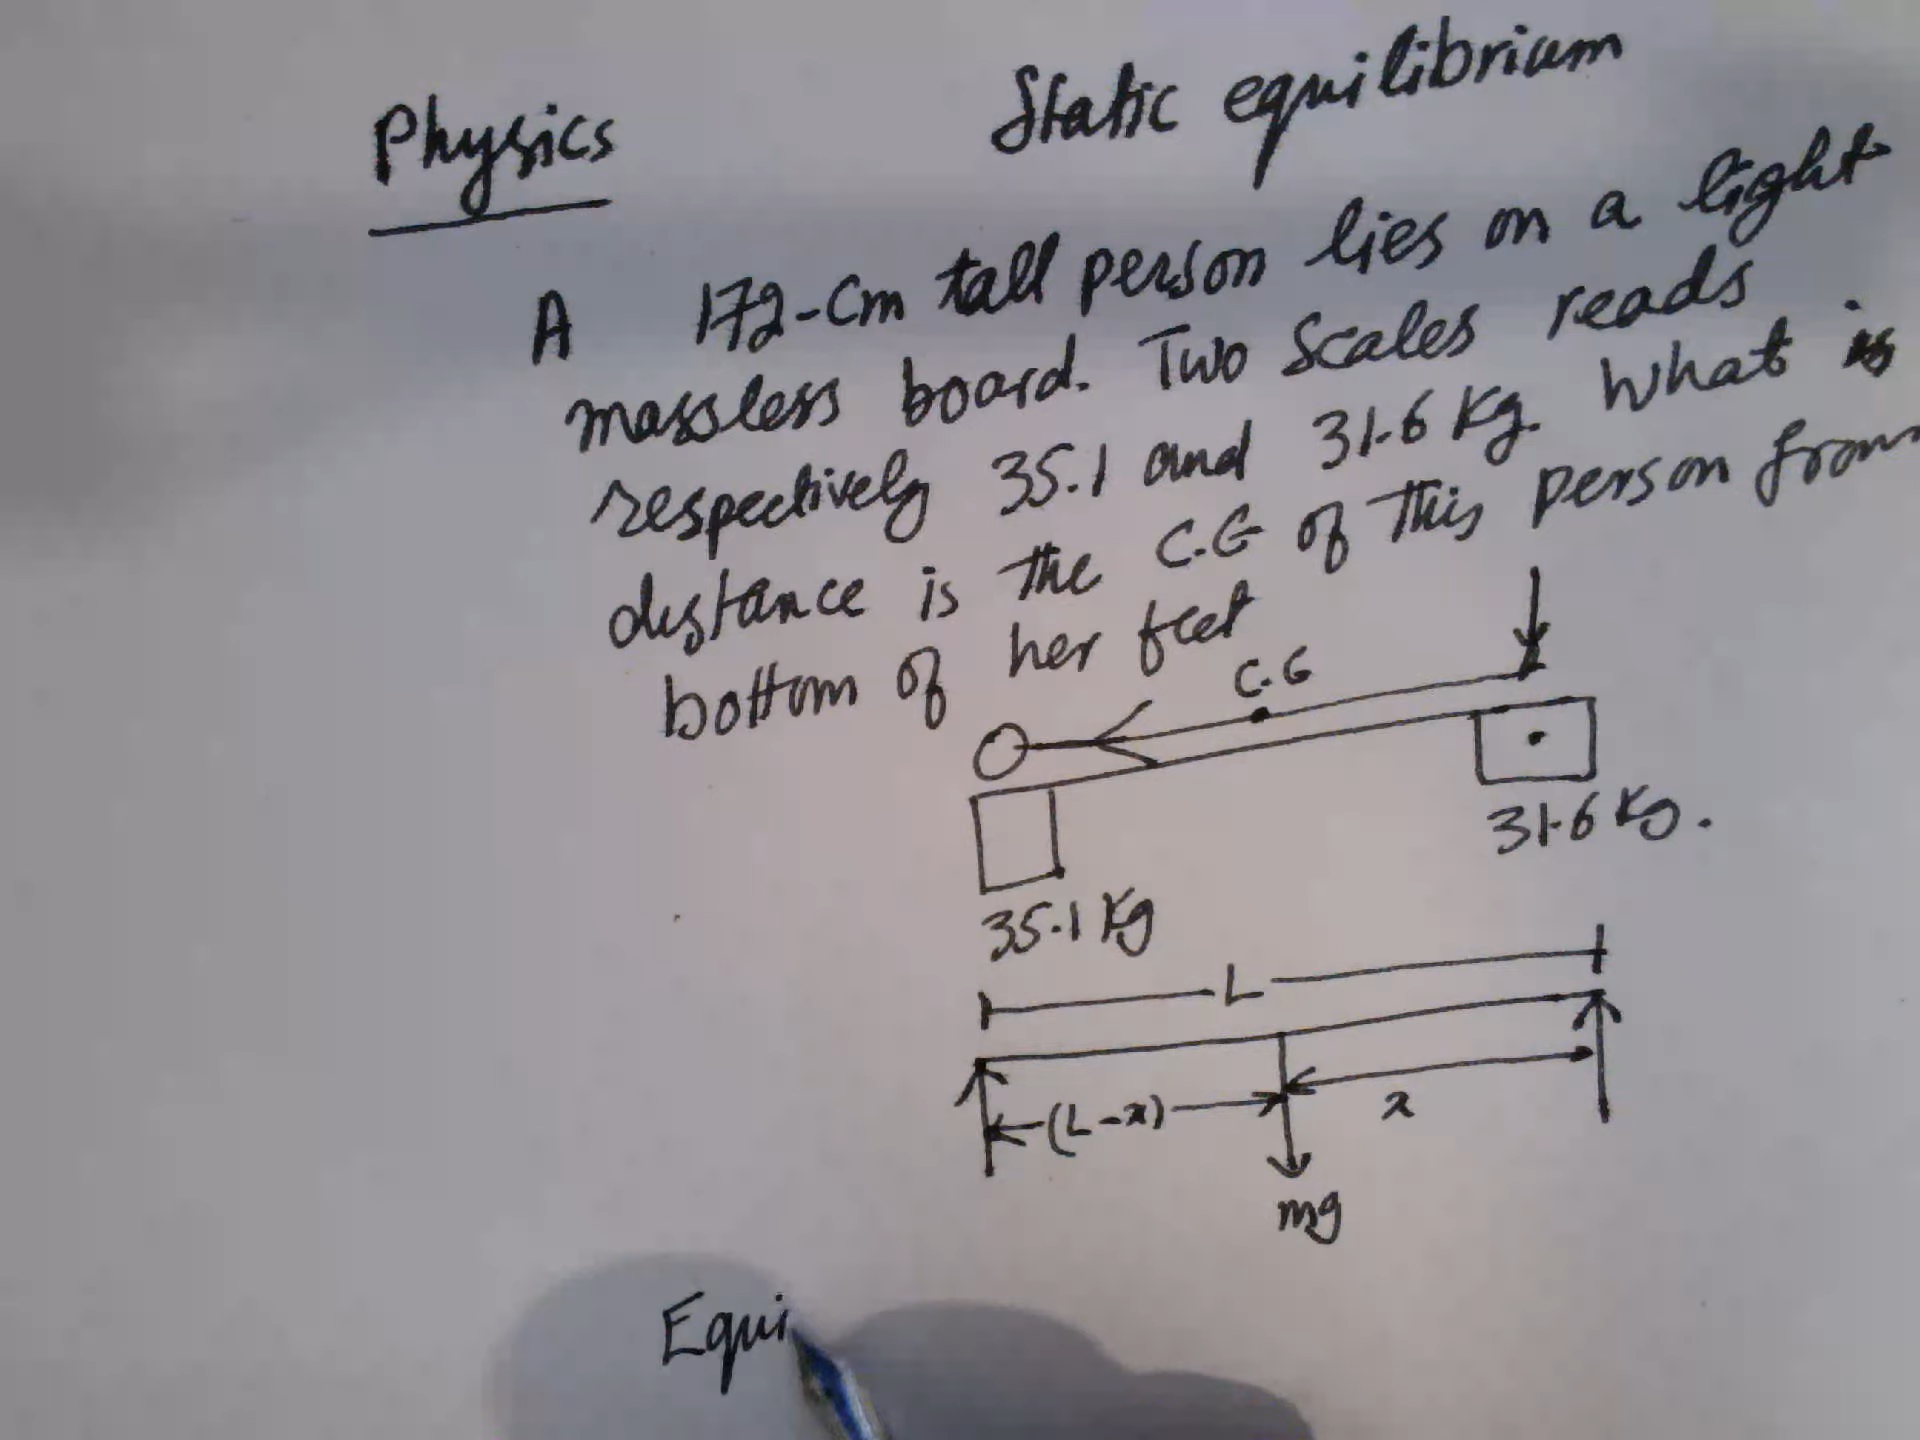 Physics
Static equilibrium
A 172-cm tall person lies on a light
massless board. Two Scales reads
respectively 35.1 and 31.6 Kg. What is
distance is the C.G of This person from
bottom of her feet
C.G
31.6 Kg.
35.1 Kg
L
(L-x)
x
mg
Equi